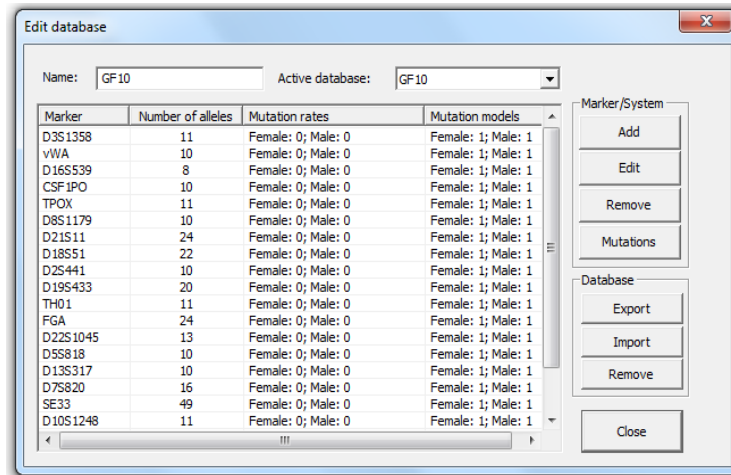 Edit database
Name: GF10 Active database: GF10
Marker Number of alleles Mutation rates Mutation models
D3S1358 11 Female: 0; Male: 0 Female: 1; Male: 1
vWA 10 Female: 0; Male: 0 Female: 1; Male: 1
D16S539 8 Female: 0; Male: 0 Female: 1; Male: 1
CSF1PO 10 Female: 0; Male: 0 Female: 1; Male: 1
TPOX 11 Female: 0; Male: 0 Female: 1; Male: 1
D8S1179 10 Female: 0; Male: 0 Female: 1; Male: 1
D21S11 24 Female: 0; Male: 0 Female: 1; Male: 1
D18S51 22 Female: 0; Male: 0 Female: 1; Male: 1
D2S441 10 Female: 0; Male: 0 Female: 1; Male: 1
D19S433 20 Female: 0; Male: 0 Female: 1; Male: 1
TH01 11 Female: 0; Male: 0 Female: 1; Male: 1
FGA 24 Female: 0; Male: 0 Female: 1; Male: 1
D22S1045 13 Female: 0; Male: 0 Female: 1; Male: 1
D5S818 10 Female: 0; Male: 0 Female: 1; Male: 1
D13S317 10 Female: 0; Male: 0 Female: 1; Male: 1
D7S820 16 Female: 0; Male: 0 Female: 1; Male: 1
SE33 49 Female: 0; Male: 0 Female: 1; Male: 1
D10S1248 11 Female: 0; Male: 0 Female: 1; Male: 1
Marker/System
Add
Edit
Remove
Mutations
Database
Export
Import
Remove
Close